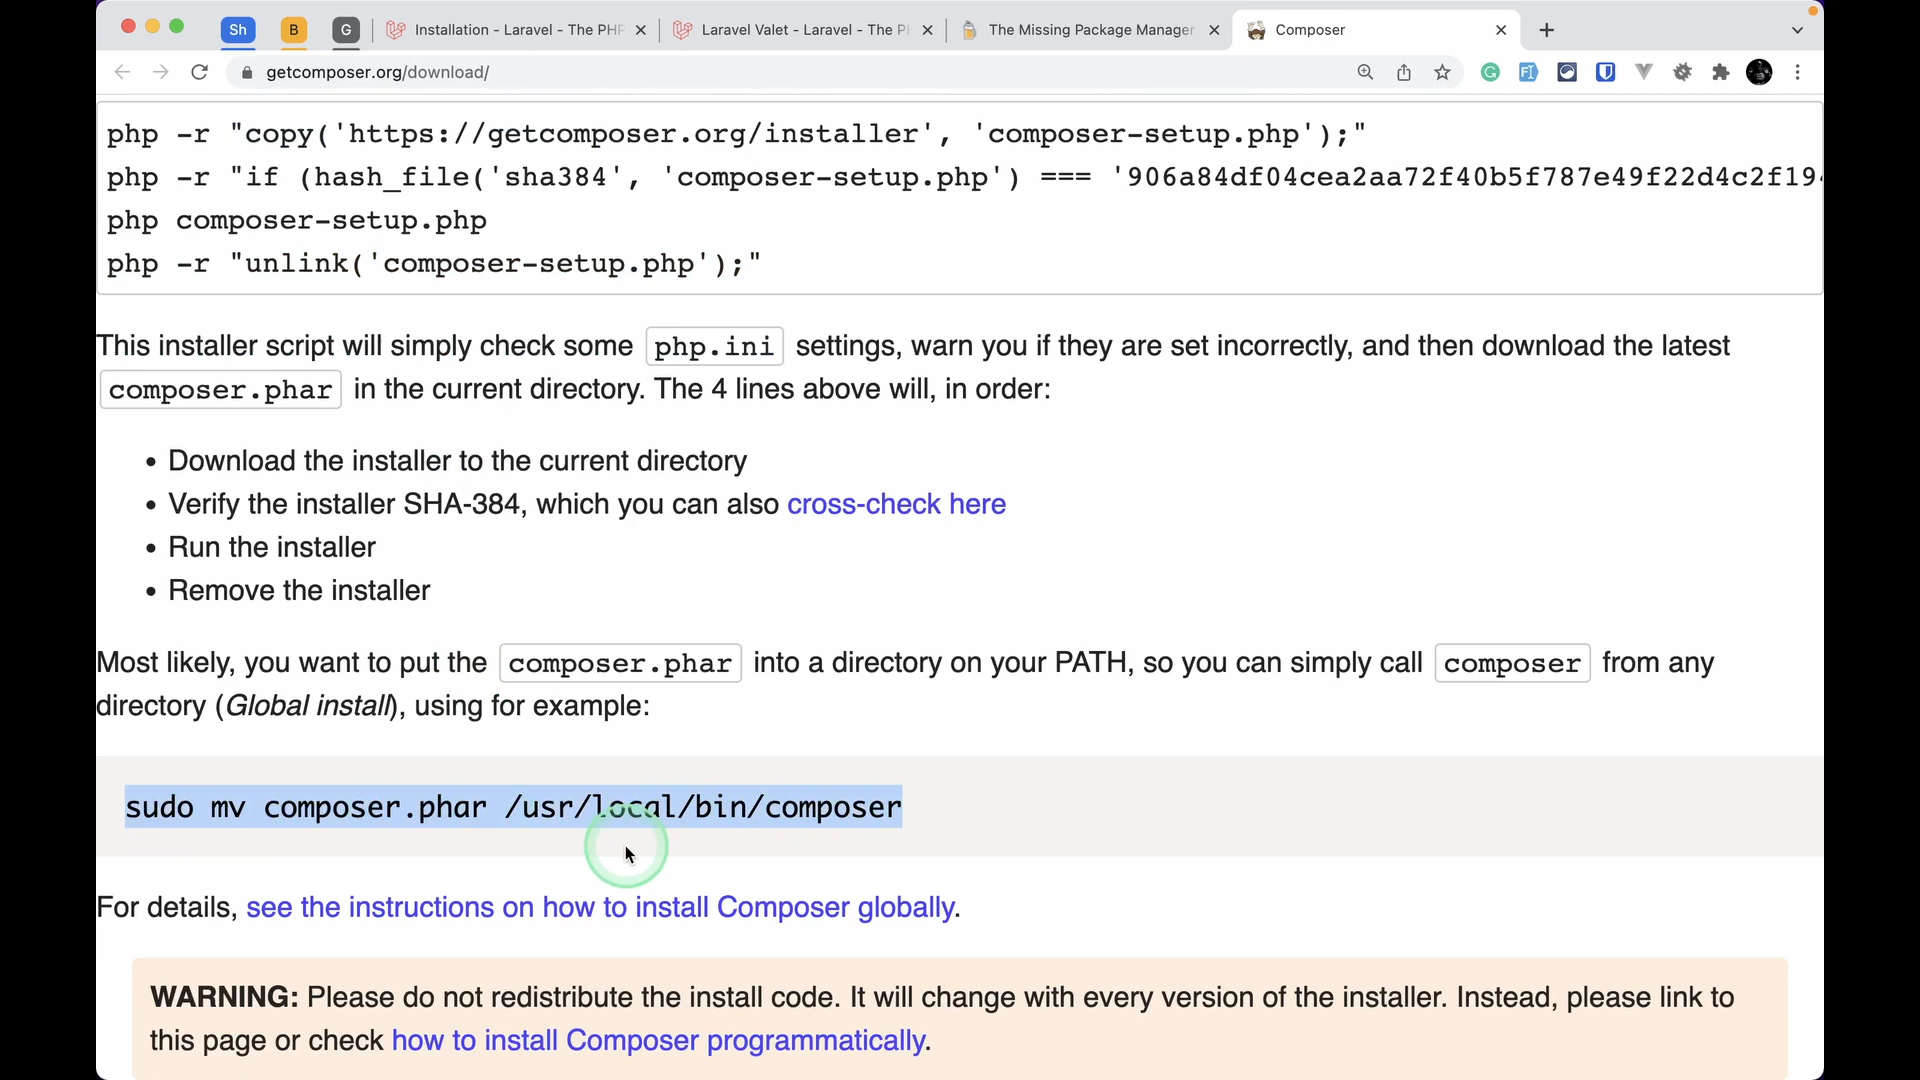 Sh
B
G
Installation - Laravel - The PHP
Laravel Valet - Laravel - The P
The Missing Package Manager
Composer
getcomposer.org/download/
php -r "copy('https://getcomposer.org/installer', 'composer-setup.php');"
php -r "if (hash_file('sha384', 'composer-setup.php') === '906a84df04cea2aa72f40b5f787e49f22d4c2f19
php composer-setup.php
php -r "unlink('composer-setup.php');"
This installer script will simply check some php.ini settings, warn you if they are set incorrectly, and then download the latest
composer.phar in the current directory. The 4 lines above will, in order:
• Download the installer to the current directory
• Verify the installer SHA-384, which you can also cross-check here
• Run the installer
• Remove the installer
Most likely, you want to put the composer.phar into a directory on your PATH, so you can simply call composer from any
directory (Global install), using for example:
sudo mv composer.phar /usr/local/bin/composer
For details, see the instructions on how to install Composer globally.
WARNING: Please do not redistribute the install code. It will change with every version of the installer. Instead, please link to
this page or check how to install Composer programmatically.